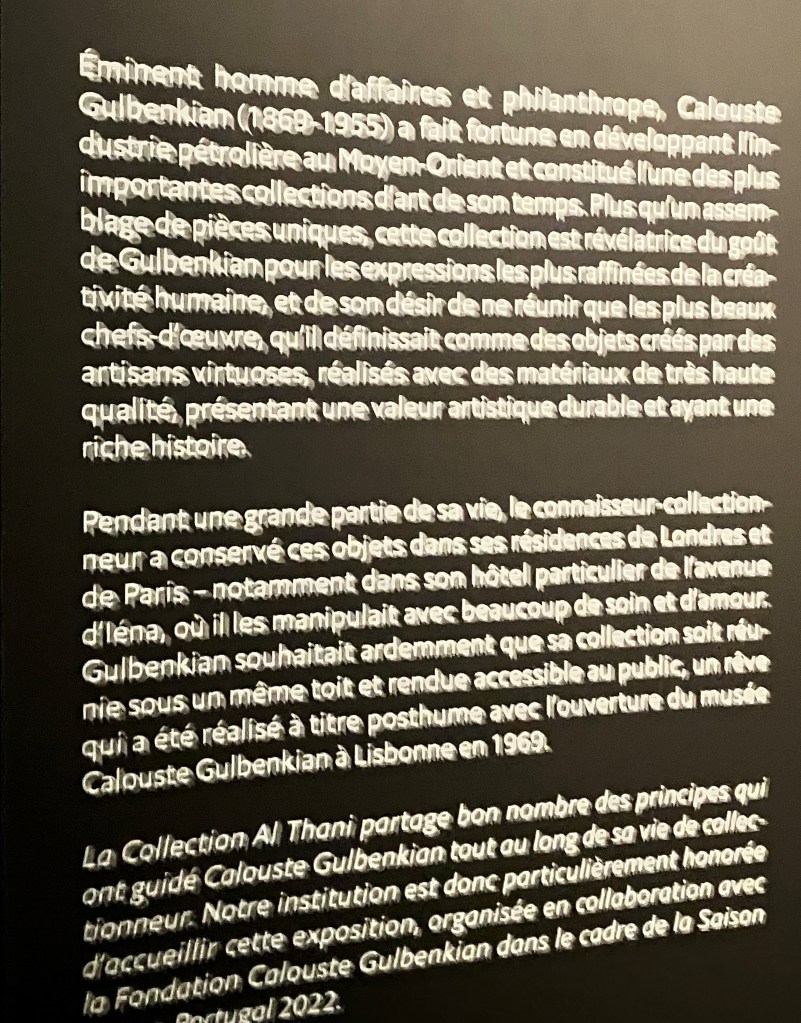 Éminent homme d'affaires et philanthrope, Calouste
Gulbenkian (1869-1955) a fait fortune en développant l'in-
dustrie pétrolière au Moyen-Orient et constitué l'une des plus
importantes collections d'art de son temps. Plus qu'un assem-
blage de pièces uniques, cette collection est révélatrice du goût
de Gulbenkian pour les expressions les plus raffinées de la créa-
tivité humaine, et de son désir de ne réunir que les plus beaux
chefs-d'œuvre, qu'il définissait comme des objets créés par des
artisans virtuoses, réalisés avec des matériaux de très haute
qualité, présentant une valeur artistique durable et ayant une
riche histoire.
Pendant une grande partie de sa vie, le connaisseur-collection-
neur a conservé ces objets dans ses résidences de Londres et
de Paris – notamment dans son hôtel particulier de l'avenue
d'Iéna, où il les manipulait avec beaucoup de soin et d'amour.
Gulbenkian souhaitait ardemment que sa collection soit réu-
nie sous un même toit et rendue accessible au public, un rêve
qui a été réalisé à titre posthume avec l'ouverture du musée
Calouste Gulbenkian à Lisbonne en 1969.
La Collection Al Thani partage bon nombre des principes qui
ont guidé Calouste Gulbenkian tout au long de sa vie de collec-
tionneur. Notre institution est donc particulièrement honorée
d'accueillir cette exposition, organisée en collaboration avec
la Fondation Calouste Gulbenkian dans le cadre de la Saison
Portugal 2022.